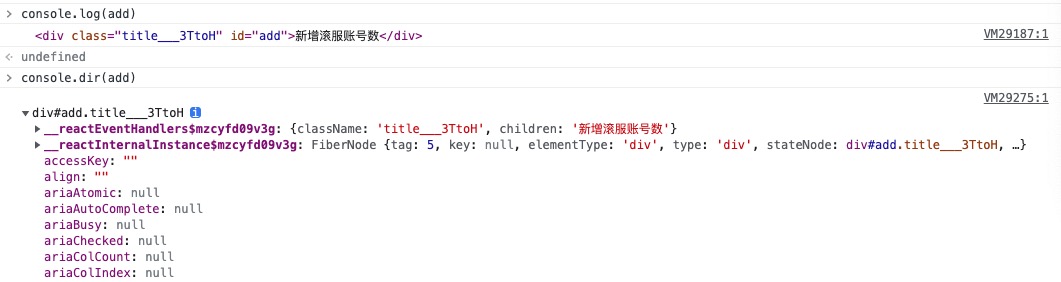 console.log(add)
<div class="title___3TtoH" id="add">新增滚服账号数</div> VM29187:1
undefined
console.dir(add)
VM29275:1
div#add.title___3TtoH i
__reactEventHandlers$mzcyfd09v3g: {className: 'title___3TtoH', children: '新增滚服账号数'}
__reactInternalInstance$mzcyfd09v3g: FiberNode {tag: 5, key: null, elementType: 'div', type: 'div', stateNode: div#add.title___3TtoH, …}
accessKey: ""
align: ""
ariaAtomic: null
ariaAutoComplete: null
ariaBusy: null
ariaChecked: null
ariaColCount: null
ariaColIndex: null